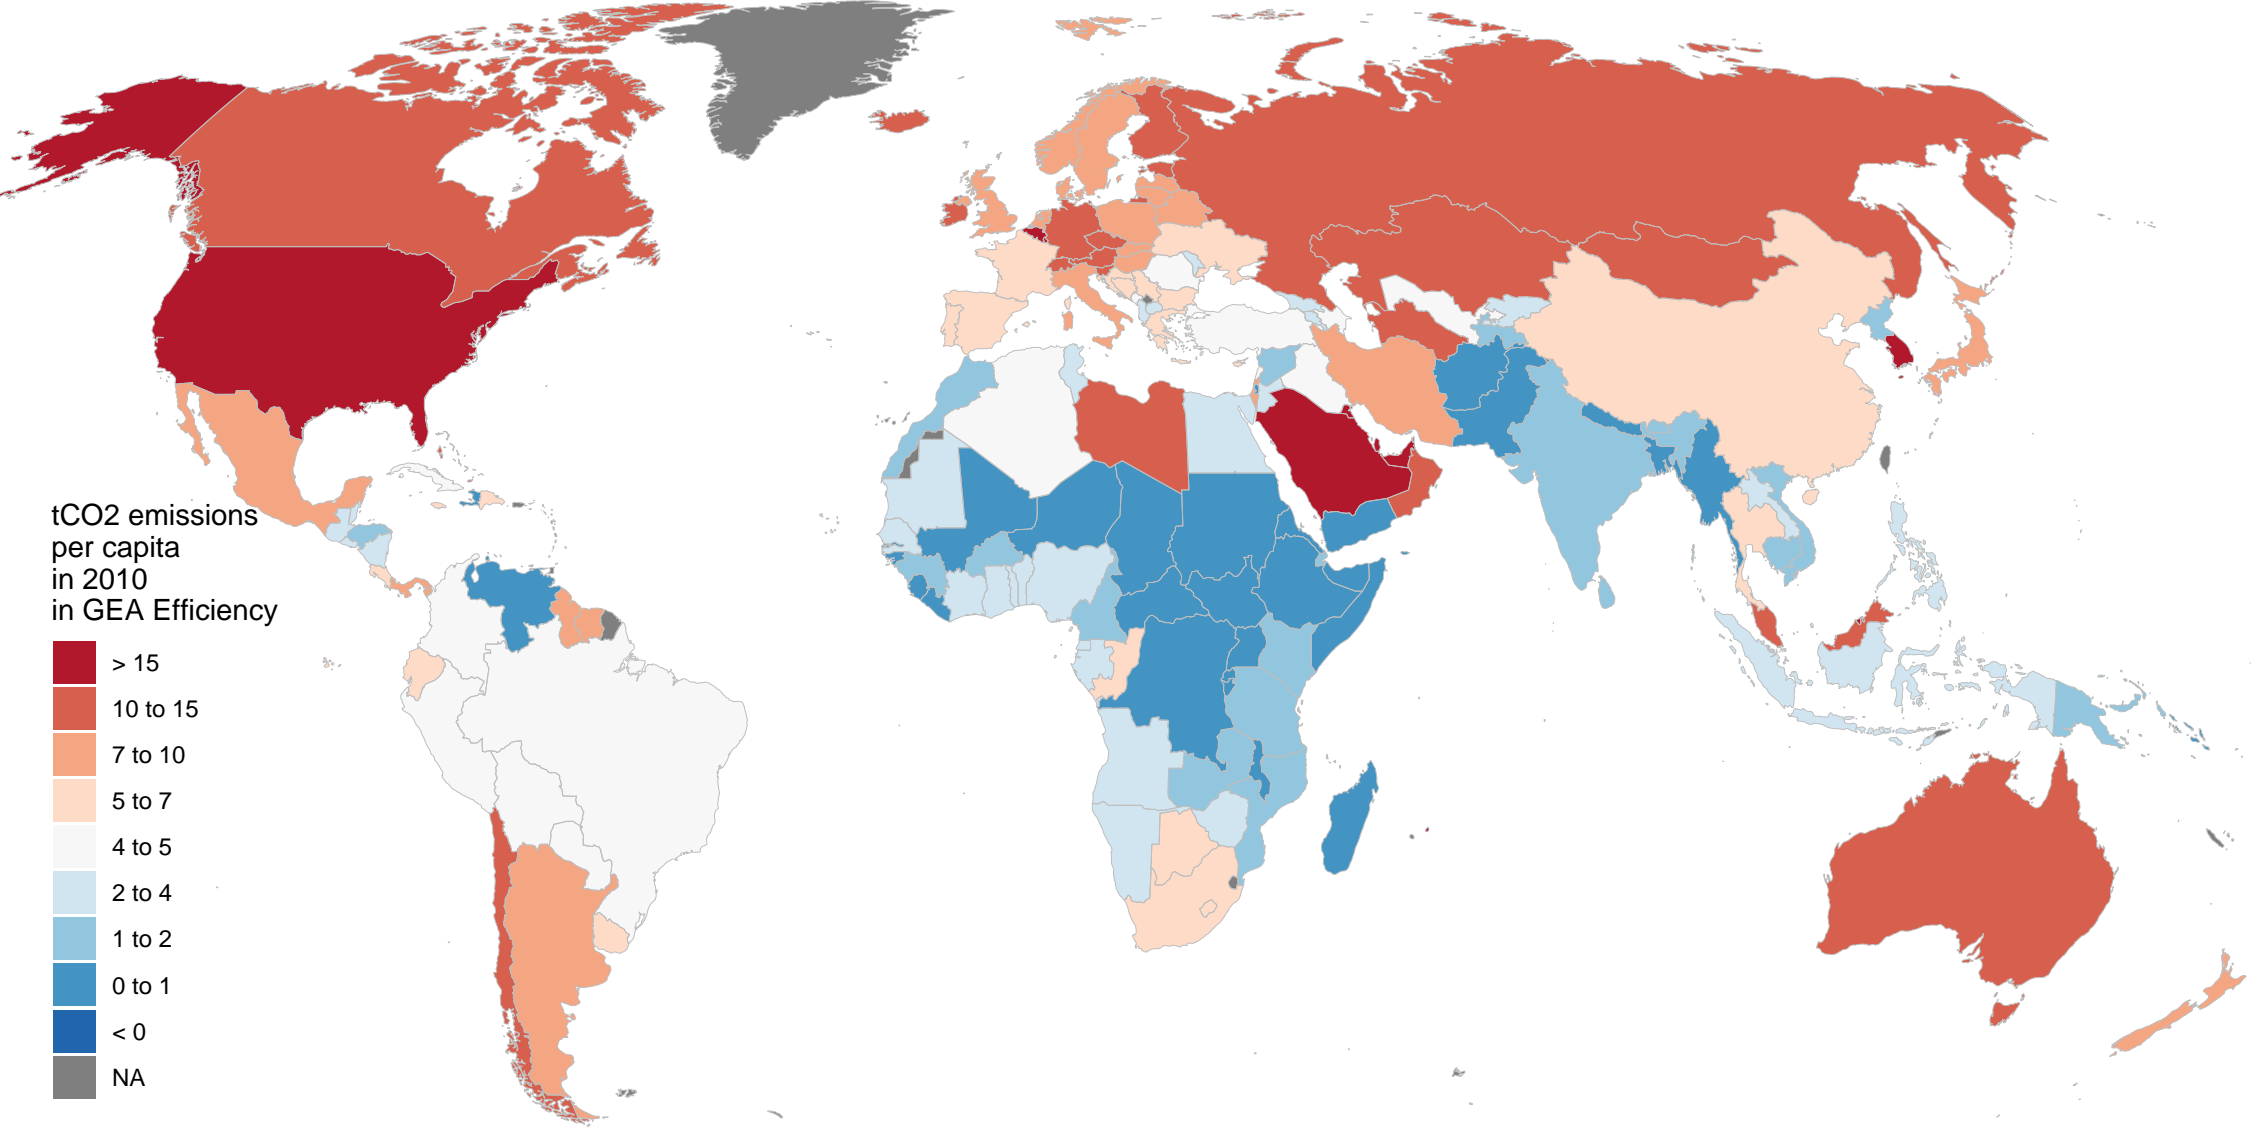 tCO2 emissions
per capita
in 2010
in GEA Efficiency
> 15
10 to 15
7 to 10
5 to 7
4 to 5
2 to 4
1 to 2
0 to 1
< 0
NA